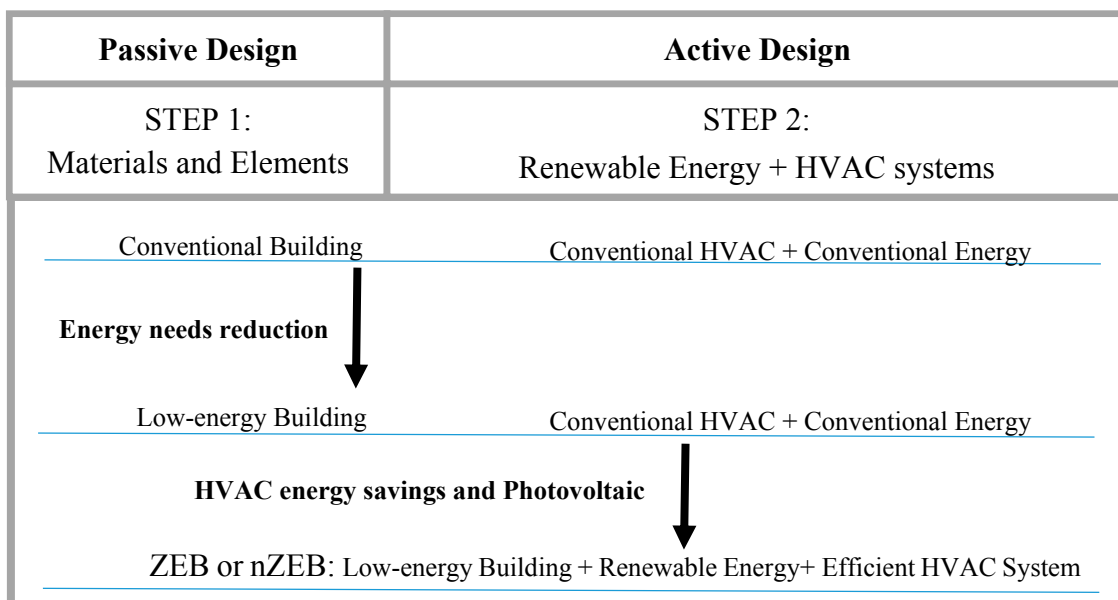 Passive Design
Active Design
STEP 1:
Materials and Elements
STEP 2:
Renewable Energy + HVAC systems
Conventional Building
Conventional HVAC + Conventional Energy
Energy needs reduction
Low-energy Building
Conventional HVAC + Conventional Energy
HVAC energy savings and Photovoltaic
ZEB or nZEB: Low-energy Building + Renewable Energy+ Efficient HVAC System